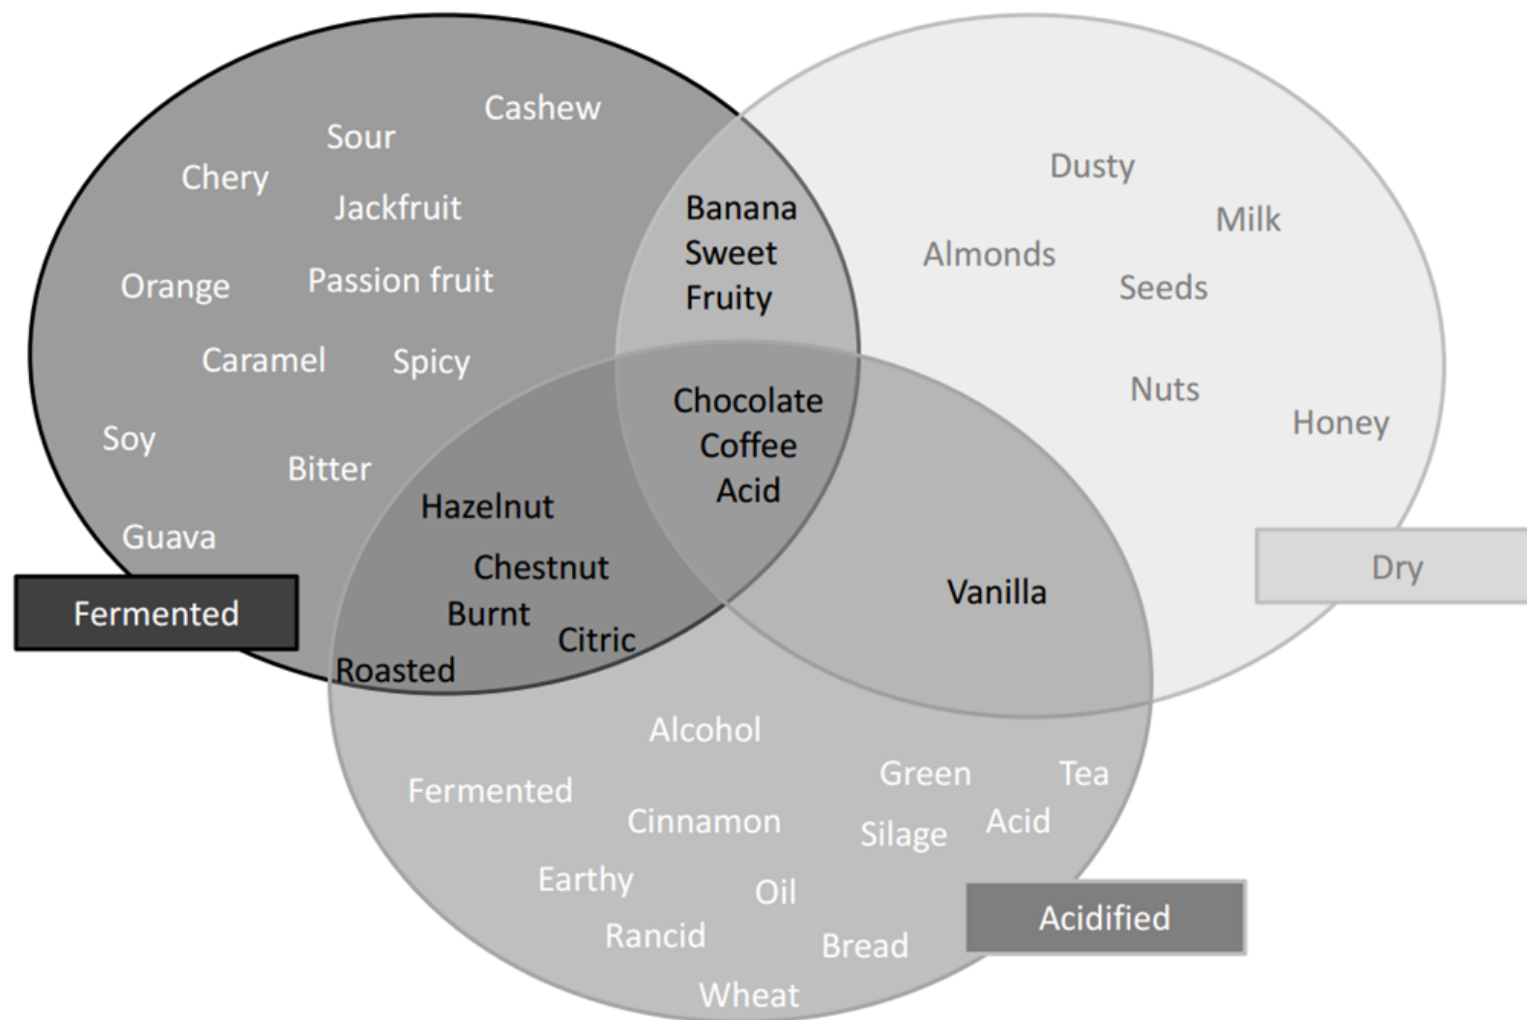 Cashew
Sour
Chery
Jackfruit
Orange
Passion fruit
Caramel
Spicy
Soy
Bitter
Guava
Fermented
Banana
Sweet
Fruity
Dusty
Milk
Almonds
Seeds
Nuts
Honey
Dry
Chocolate
Coffee
Acid
Hazelnut
Chestnut
Burnt
Citric
Roasted
Vanilla
Alcohol
Fermented
Cinnamon
Green
Tea
Silage
Acid
Earthy
Oil
Rancid
Bread
Wheat
Acidified